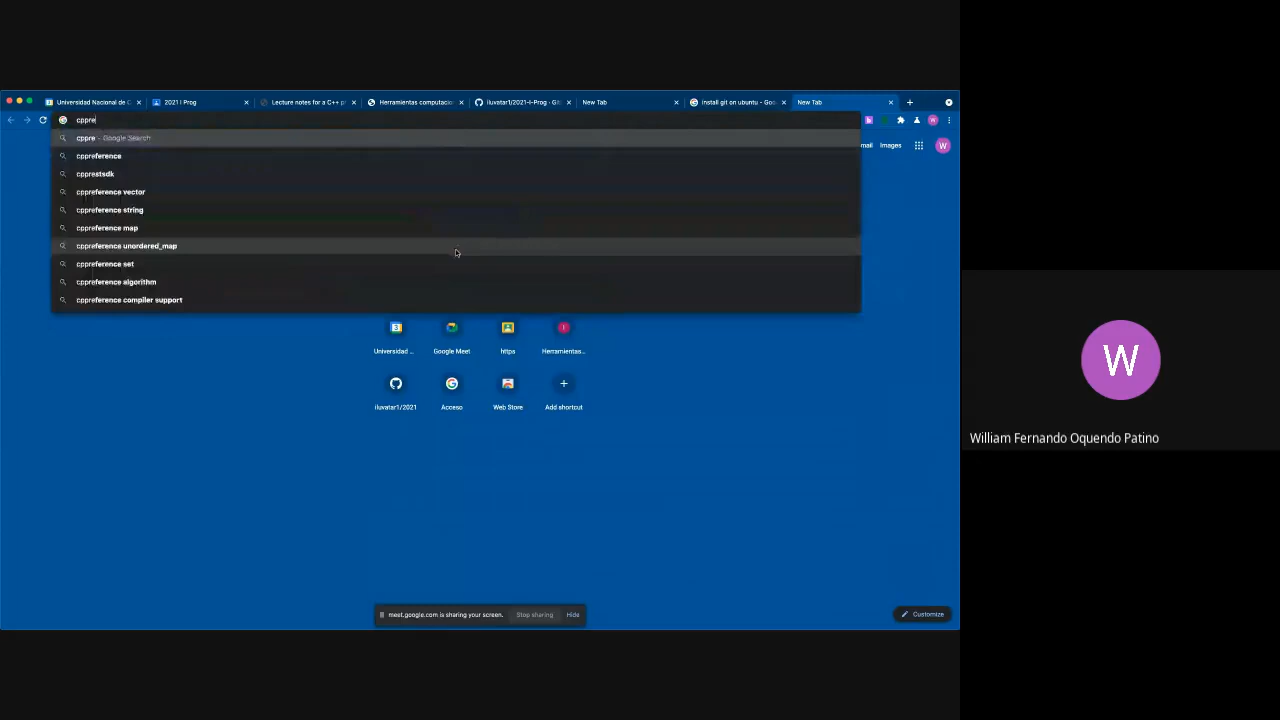 Universidad Nacional de C
2021 I Prog
Lecture notes for a C++ p
Herramientas computacion
iluvatar1/2021-I-Prog - Git
New Tab
install git on ubuntu - Goo
New Tab
cppre
cppre - Google Search
cppreference
cpprestsdk
cppreference vector
cppreference string
cppreference map
cppreference unordered_map
cppreference set
cppreference algorithm
cppreference compiler support
Images
W
Universidad ...
Google Meet
https
Herramientas...
iluvatar1/2021
Acceso
Web Store
Add shortcut
W
William Fernando Oquendo Patino
meet.google.com is sharing your screen.
Stop sharing
Hide
Customize